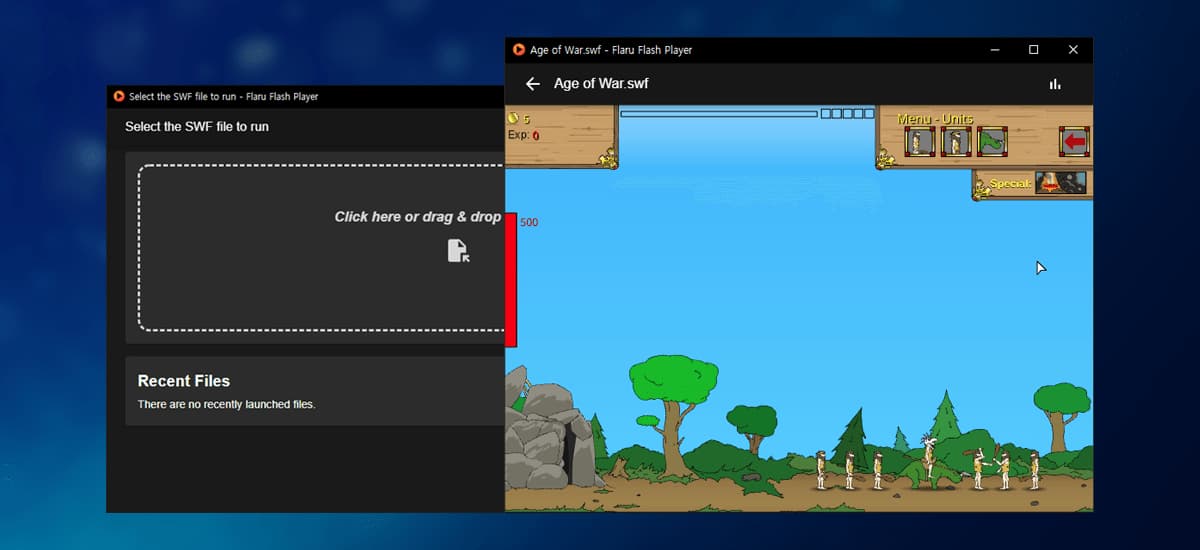 Select the SWF file to run - Flaru Flash Player
Select the SWF file to run
Click here or drag & drop
Recent Files
There are no recently launched files.
Age of War.swf - Flaru Flash Player
Age of War.swf
5
Exp: 0
Menu - Units
Special:
500